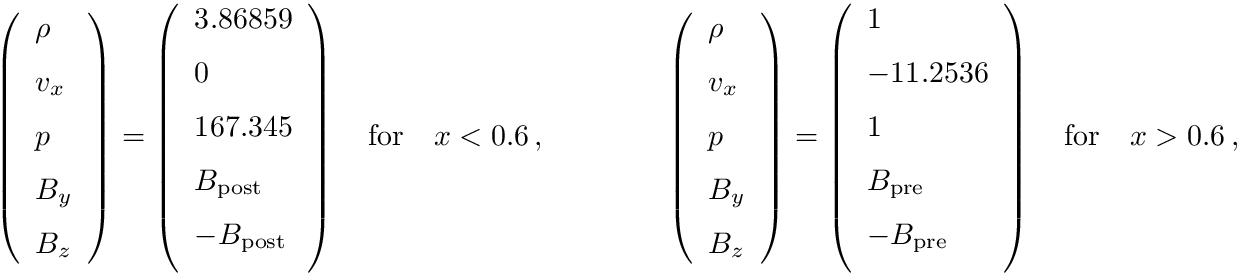 \begin{pmatrix} \rho \\ v_x \\ p \\ B_y \\ B_z \end{pmatrix} = \begin{pmatrix} 3.86859 \\ 0 \\ 167.345 \\ B_{\text{post}} \\ -B_{\text{post}} \end{pmatrix} \quad \text{for} \quad x < 0.6\,, \qquad \begin{pmatrix} \rho \\ v_x \\ p \\ B_y \\ B_z \end{pmatrix} = \begin{pmatrix} 1 \\ -11.2536 \\ 1 \\ B_{\text{pre}} \\ -B_{\text{pre}} \end{pmatrix} \quad \text{for} \quad x > 0.6\,,